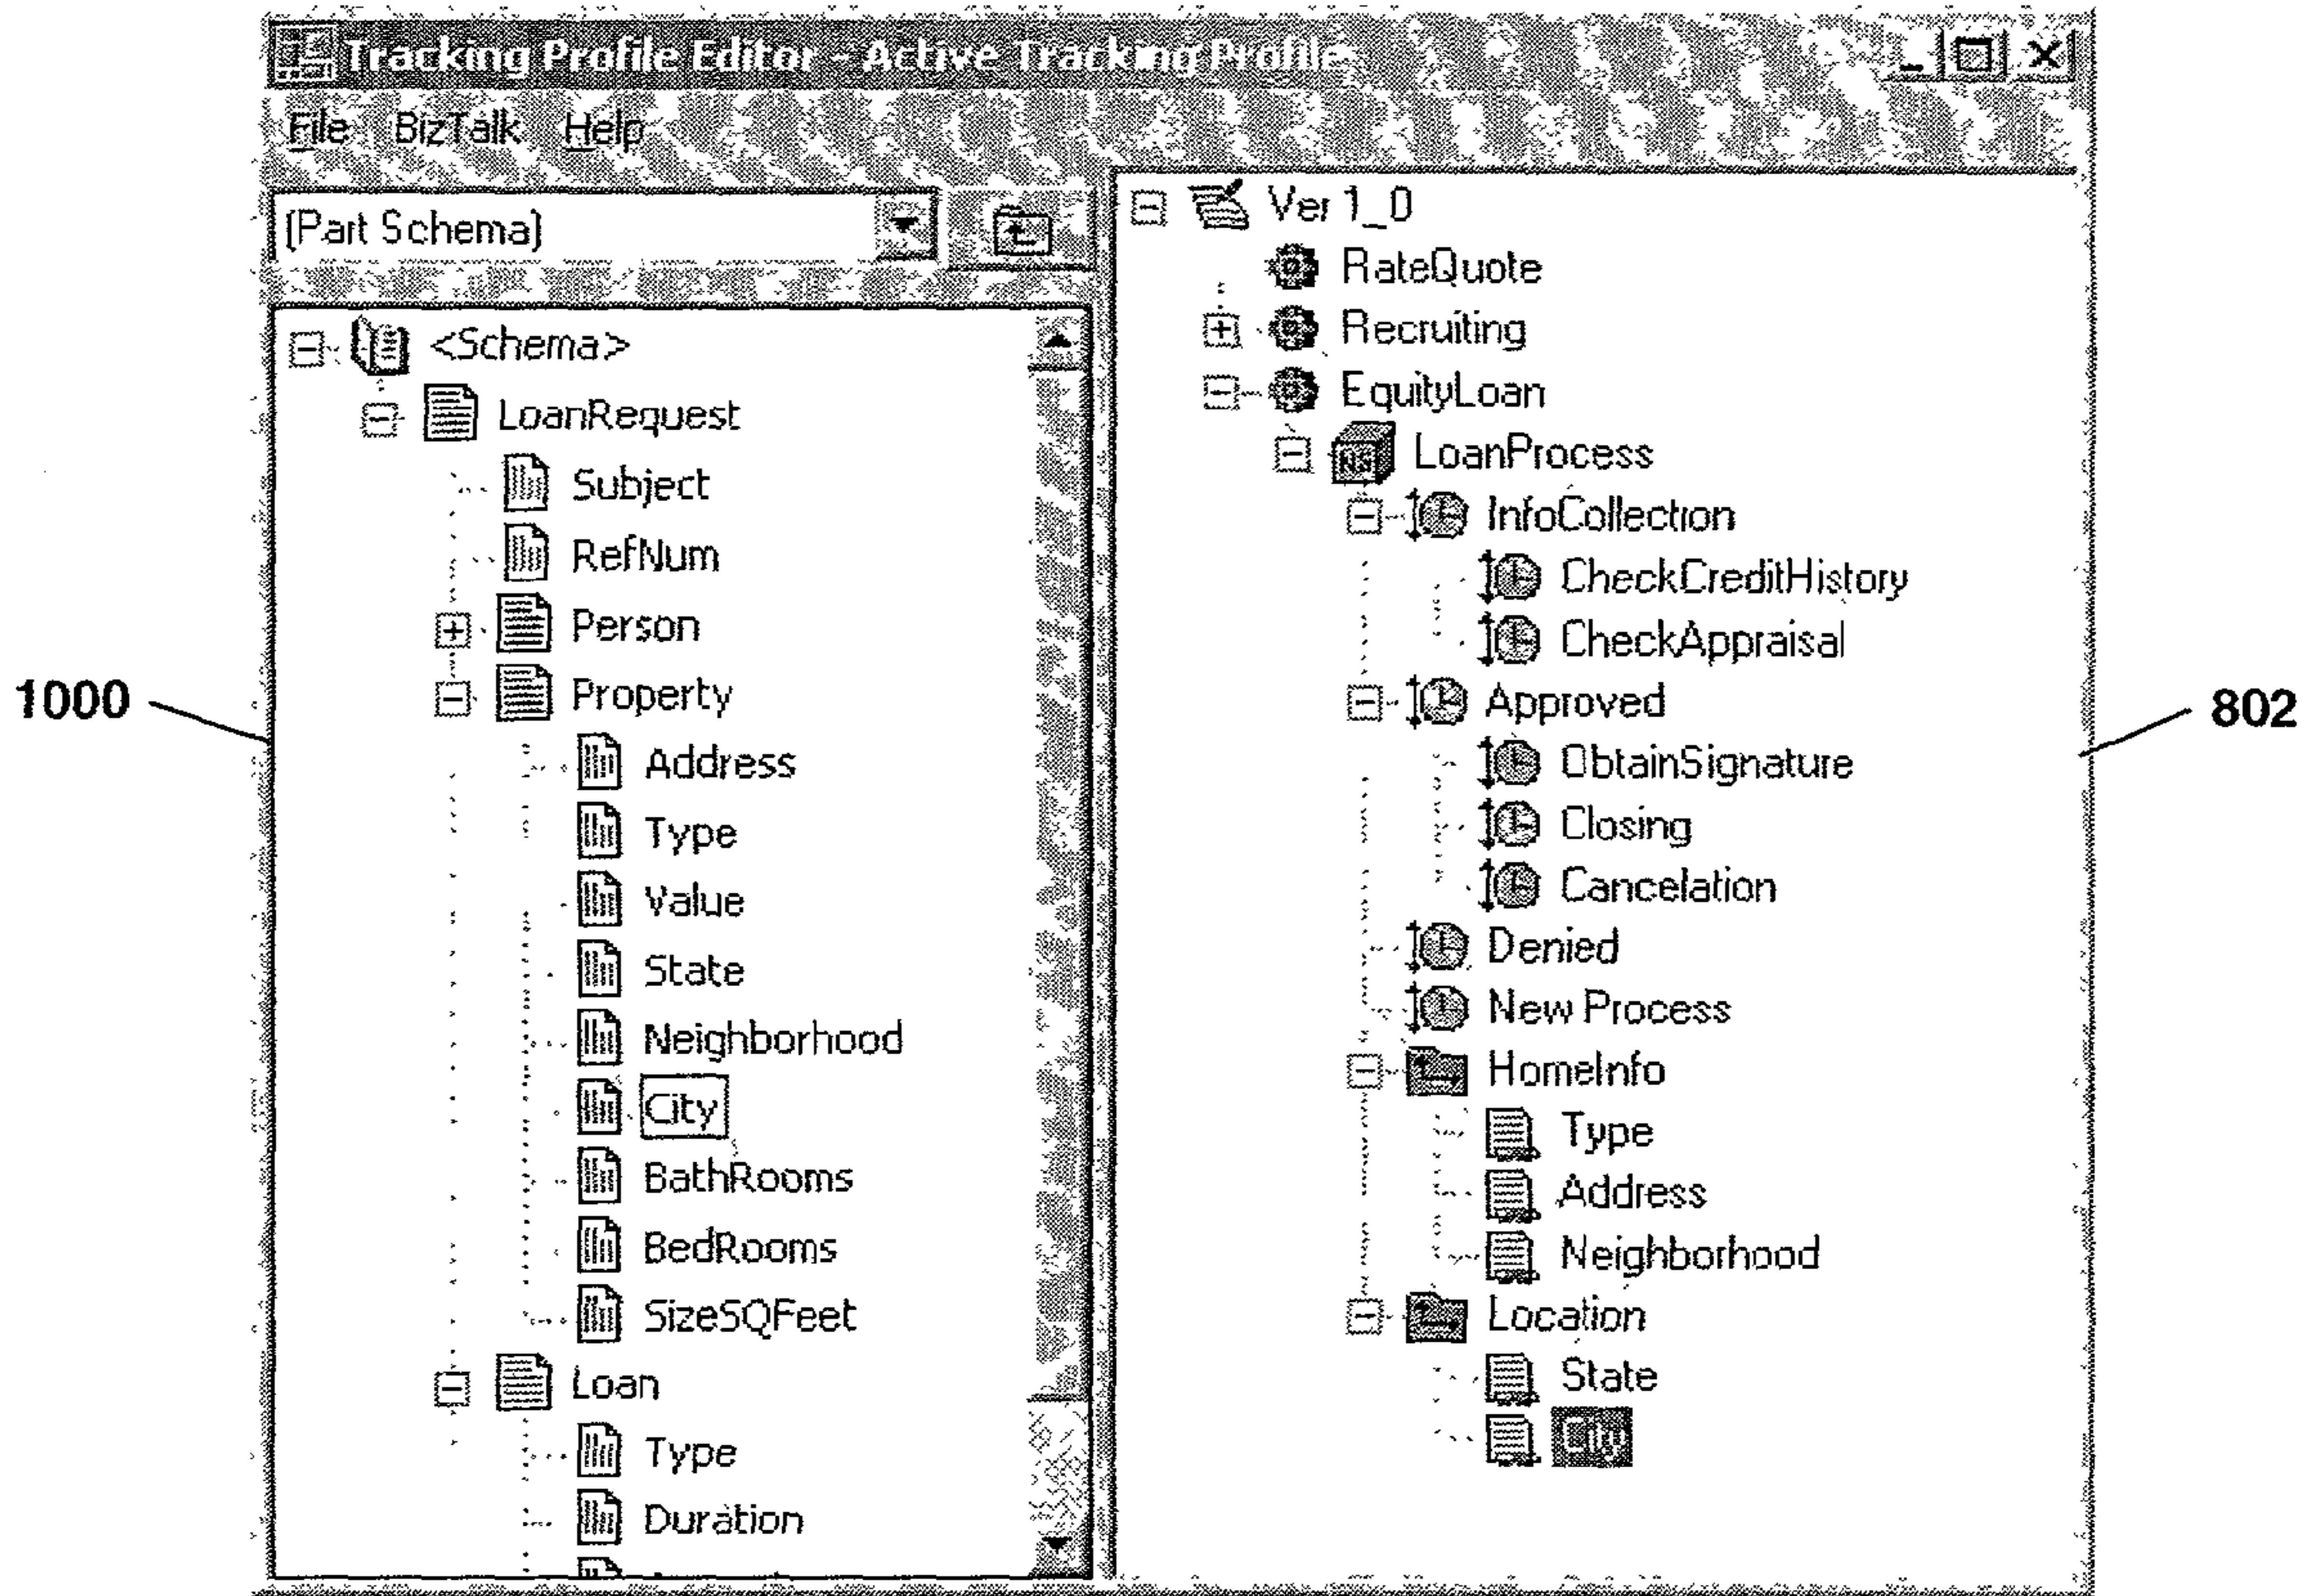 Tracking Profile Editor - Active Tracking Profile
File BizTalk Help
(Part Schema)
<Schema>
LoanRequest
Subject
RefNum
Person
Property
Address
Type
Value
State
Neighborhood
City
BathRooms
BedRooms
SizeSQFeet
Loan
Type
Duration
1000
Ver 1_0
RateQuote
Recruiting
EquityLoan
LoanProcess
InfoCollection
CheckCreditHistory
CheckAppraisal
Approved
ObtainSignature
Closing
Cancelation
Denied
New Process
HomeInfo
Type
Address
Neighborhood
Location
State
City
802